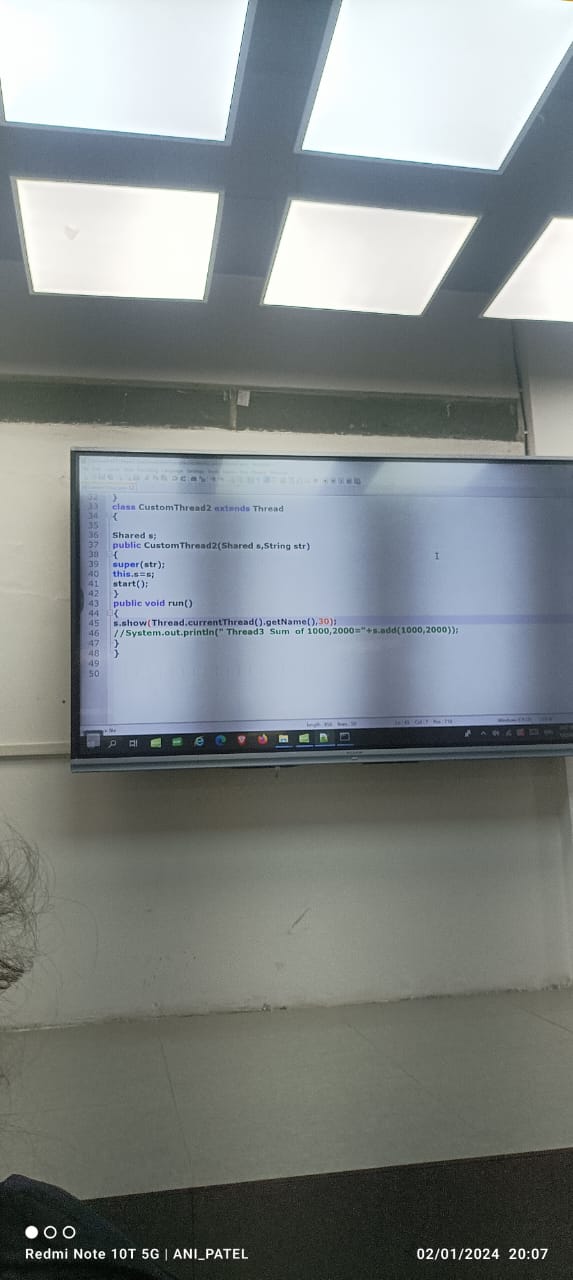 32 }
33 class CustomThread2 extends Thread
34 {
35
36 Shared s;
37 public CustomThread2(Shared s,String str)
38 {
39 super(str);
40 this.s=s;
41 start();
42 }
43 public void run()
44 {
45 s.show(Thread.currentThread().getName(),30);
46 //System.out.println(" Thread3 Sum of 1000,2000="+s.add(1000,2000));
47 }
48 }
49
50
Redmi Note 10T 5G | ANI_PATEL
02/01/2024 20:07